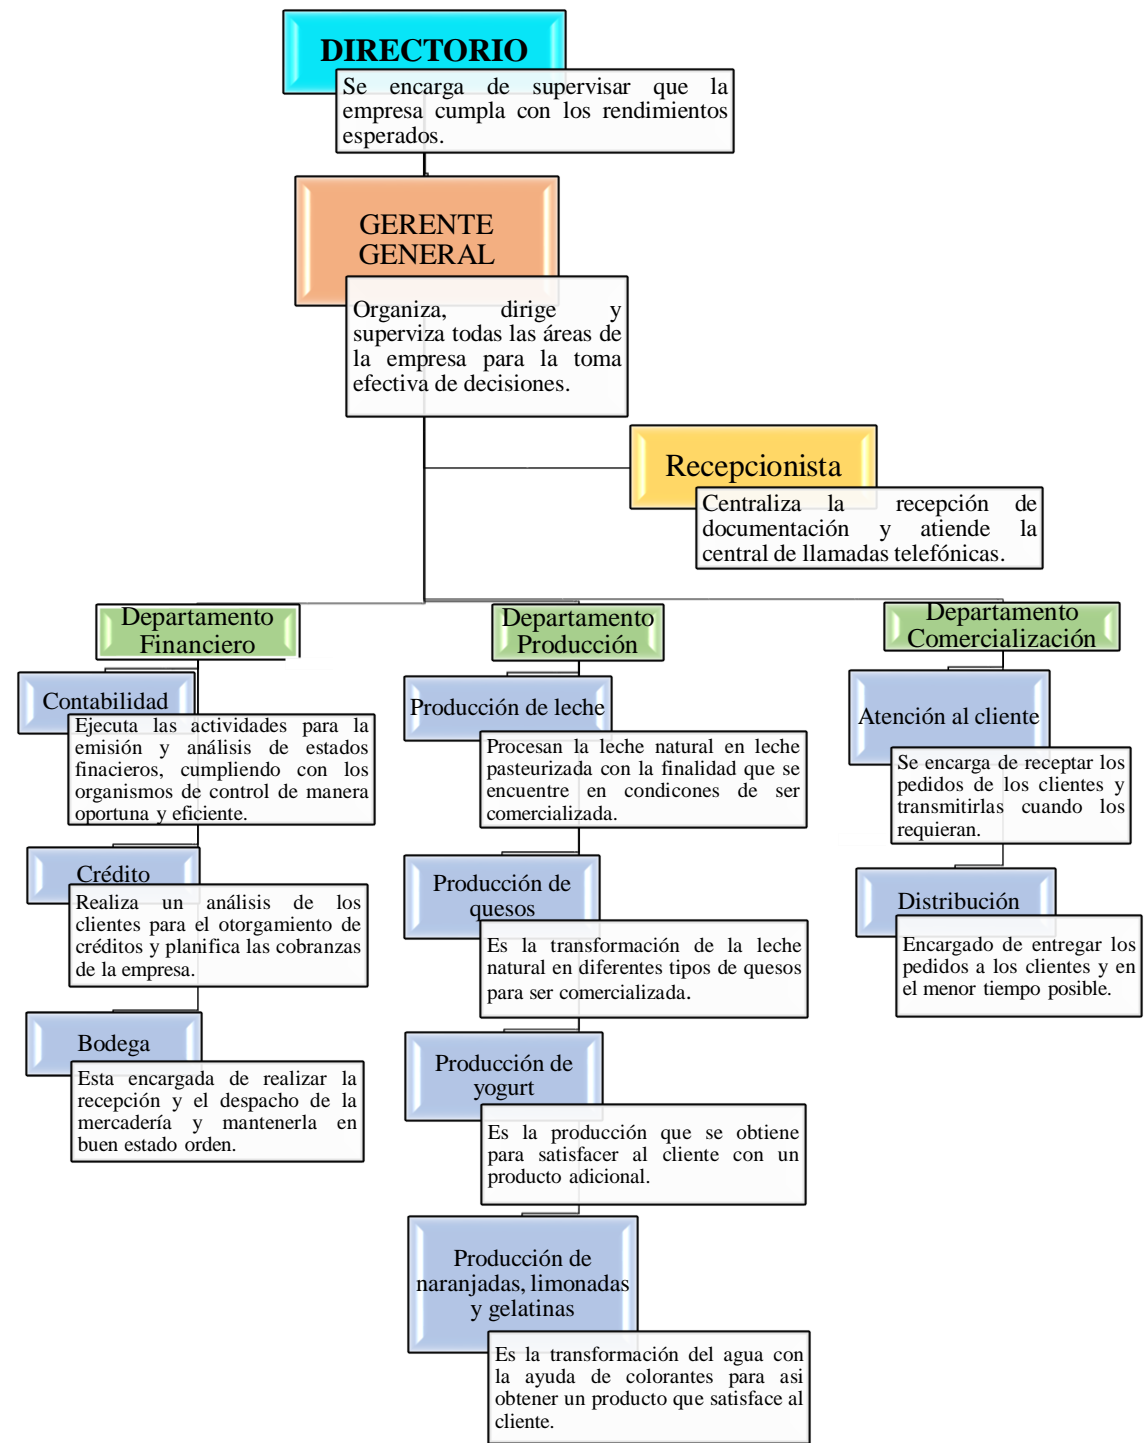 DIRECTORIO
Se encarga de supervisar que la
empresa cumpla con los rendimientos
esperados.
GERENTE
GENERAL
Organiza, dirige y
superviza todas las áreas de
la empresa para la toma
efectiva de decisiones.
Recepcionista
Centraliza la recepción de
documentación y atiende la
central de llamadas telefónicas.
Departamento
Financiero
Contabilidad
Ejecuta las actividades para la
emisión y análisis de estados
finacieros, cumpliendo con los
organismos de control de manera
oportuna y eficiente.
Crédito
Realiza un análisis de los
clientes para el otorgamiento de
créditos y planifica las cobranzas
de la empresa.
Bodega
Esta encargada de realizar la
recepción y el despacho de la
mercadería y mantenerla en
buen estado orden.
Departamento
Producción
Producción de leche
Procesan la leche natural en leche
pasteurizada con la finalidad que se
encuentre en condicones de ser
comercializada.
Producción de
quesos
Es la transformación de la leche
natural en diferentes tipos de quesos
para ser comercializada.
Producción de
yogurt
Es la producción que se obtiene
para satisfacer al cliente con un
producto adicional.
Producción de
naranjadas, limonadas
y gelatinas
Es la transformación del agua con
la ayuda de colorantes para asi
obtener un producto que satisface al
cliente.
Departamento
Comercialización
Atención al cliente
Se encarga de receptar los
pedidos de los clientes y
transmitirlas cuando los
requieran.
Distribución
Encargado de entregar los
pedidos a los clientes y en
el menor tiempo posible.